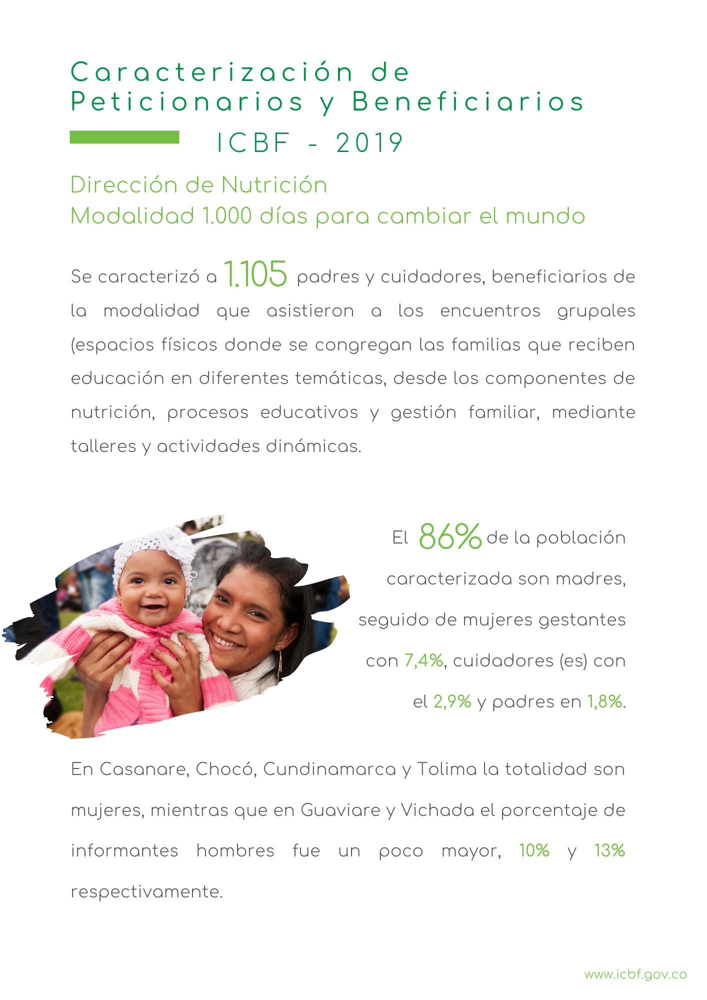 Caracterización de
Peticionarios y Beneficiarios
ICBF - 2019
Dirección de Nutrición
Modalidad 1.000 días para cambiar el mundo
Se caracterizó a 1.105 padres y cuidadores, beneficiarios de
la modalidad que asistieron a los encuentros grupales
(espacios físicos donde se congregan las familias que reciben
educación en diferentes temáticas, desde los componentes de
nutrición, procesos educativos y gestión familiar, mediante
talleres y actividades dinámicas.
El 86% de la población
caracterizada son madres,
seguido de mujeres gestantes
con 7,4%, cuidadores (es) con
el 2,9% y padres en 1,8%.
En Casanare, Chocó, Cundinamarca y Tolima la totalidad son
mujeres, mientras que en Guaviare y Vichada el porcentaje de
informantes hombres fue un poco mayor, 10% y 13%
respectivamente.
www.icbf.gov.co